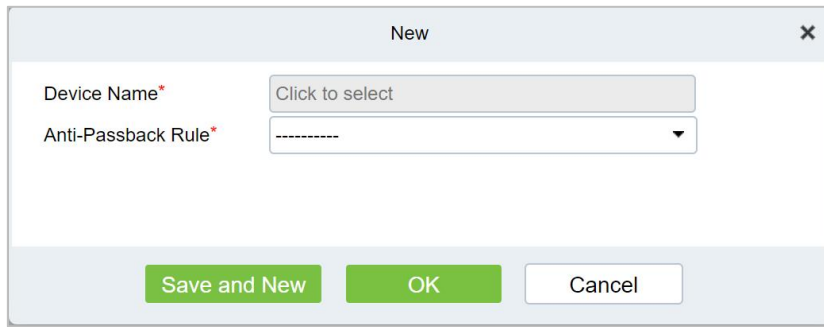 New
Device Name* Click to select
Anti-Passback Rule* ----------
Save and New OK Cancel